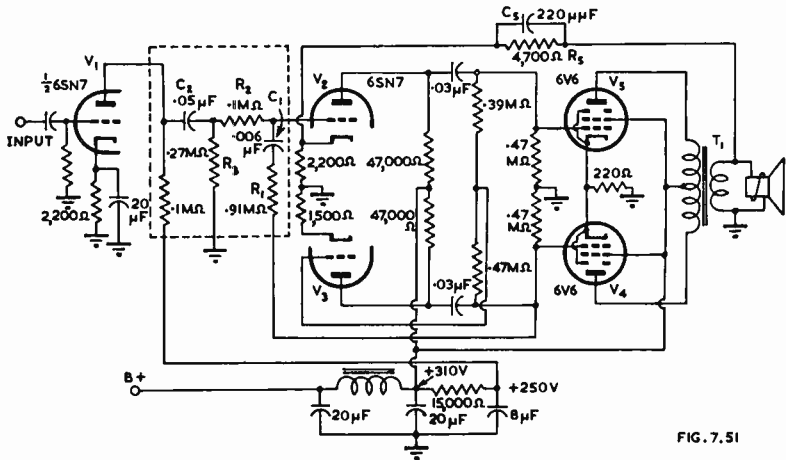 C5 220µµF
4,700Ω R5
V1
½6SN7
INPUT
2,200Ω
20 µF
C2
.05µF
R2
.1MΩ
C1
.006 µF
.27MΩ
R3
.1MΩ
R1
.91MΩ
V2
6SN7
2,200Ω
1,500Ω
V3
47,000Ω
47,000 Ω
.03µF
.03µF
.39MΩ
.47MΩ
.47 MΩ
.47 MΩ
6V6
V5
220Ω
6V6
V4
T1
B+
20µF
+310V
15,000Ω
20µF
+250V
8µF
FIG.7.51